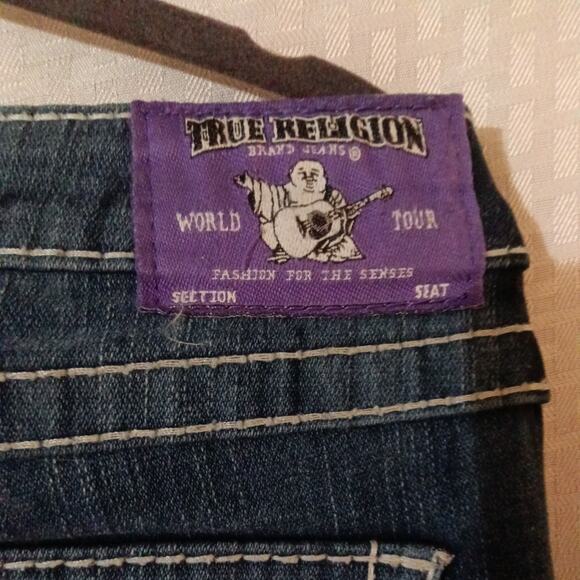 TRUE RELIGION
BRAND JEANS®
WORLD TOUR
FASHION FOR THE SENSES
SECTION SEAT